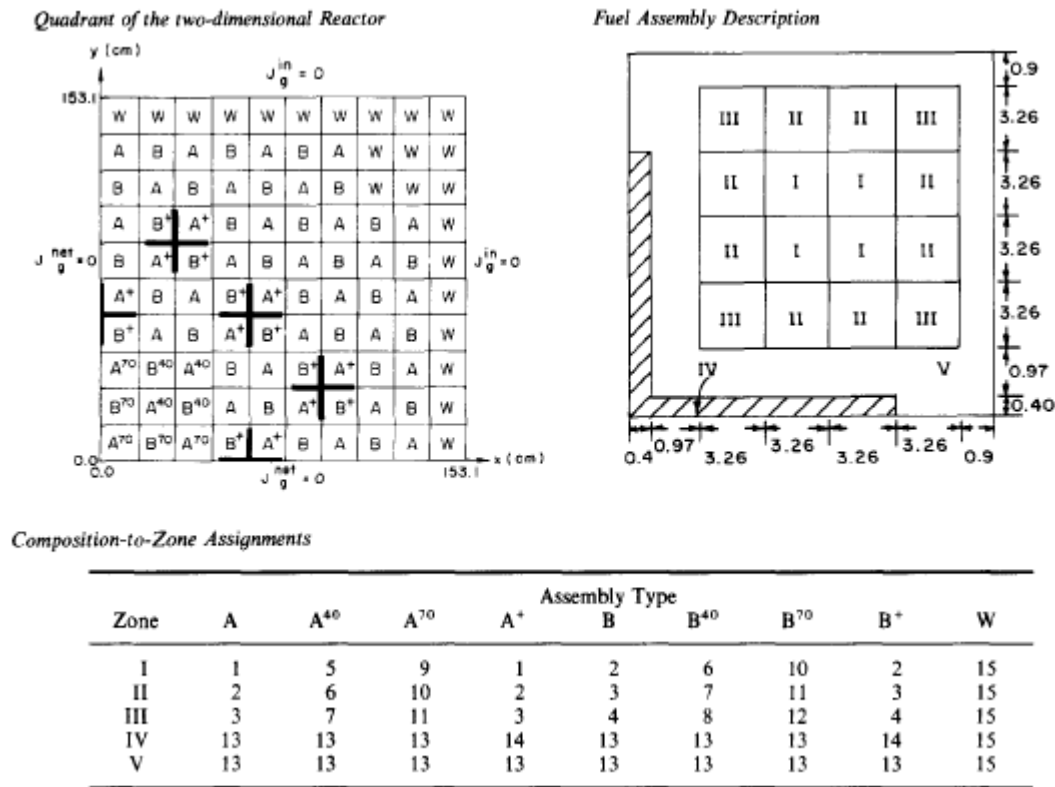 Quadrant of the two-dimensional Reactor
y (cm)
J_g^in = 0
153.1
W W W W W W W W W W
A B A B A B A W W W
B A B A B A B W W W
A B⁺ A⁺ B A B A B A W
B A⁺ B⁺ A B A B A B W
J_g^net = 0
J_g^in = 0
A⁺ B A B⁺ A⁺ B A B A W
B⁺ A B A⁺ B⁺ A B A B W
A⁷⁰ B⁴⁰ A⁴⁰ B A B⁺ A⁺ B A W
B⁷⁰ A⁴⁰ B⁴⁰ A B A⁺ B⁺ A B W
A⁷⁰ B⁷⁰ A⁷⁰ B⁺ A⁺ B A B A W
0.0
0.0
J_g^net = 0
153.1
x (cm)
Fuel Assembly Description
0.9
III II II III 3.26
II I I II 3.26
II I I II 3.26
III II II III 3.26
IV V 0.97
0.40
0.4 0.97 3.26 3.26 3.26 3.26 0.9
Composition-to-Zone Assignments
Assembly Type
Zone A A⁴⁰ A⁷⁰ A⁺ B B⁴⁰ B⁷⁰ B⁺ W
I 1 5 9 1 2 6 10 2 15
II 2 6 10 2 3 7 11 3 15
III 3 7 11 3 4 8 12 4 15
IV 13 13 13 14 13 13 13 14 15
V 13 13 13 13 13 13 13 13 15